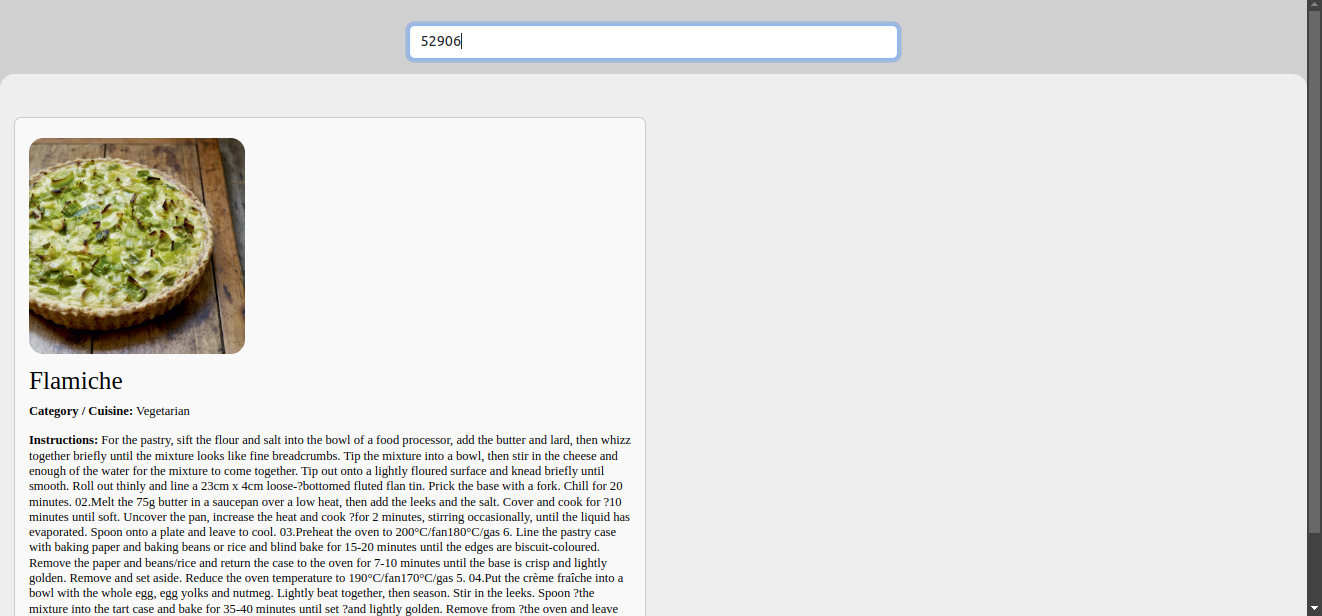 52906
Flamiche
Category / Cuisine: Vegetarian
Instructions: For the pastry, sift the flour and salt into the bowl of a food processor, add the butter and lard, then whizz
together briefly until the mixture looks like fine breadcrumbs. Tip the mixture into a bowl, then stir in the cheese and
enough of the water for the mixture to come together. Tip out onto a lightly floured surface and knead briefly until
smooth. Roll out thinly and line a 23cm x 4cm loose-?bottomed fluted flan tin. Prick the base with a fork. Chill for 20
minutes. 02.Melt the 75g butter in a saucepan over a low heat, then add the leeks and the salt. Cover and cook for ?10
minutes until soft. Uncover the pan, increase the heat and cook ?for 2 minutes, stirring occasionally, until the liquid has
evaporated. Spoon onto a plate and leave to cool. 03.Preheat the oven to 200°C/fan180°C/gas 6. Line the pastry case
with baking paper and baking beans or rice and blind bake for 15-20 minutes until the edges are biscuit-coloured.
Remove the paper and beans/rice and return the case to the oven for 7-10 minutes until the base is crisp and lightly
golden. Remove and set aside. Reduce the oven temperature to 190°C/fan170°C/gas 5. 04.Put the crème fraîche into a
bowl with the whole egg, egg yolks and nutmeg. Lightly beat together, then season. Stir in the leeks. Spoon ?the
mixture into the tart case and bake for 35-40 minutes until set ?and lightly golden. Remove from ?the oven and leave